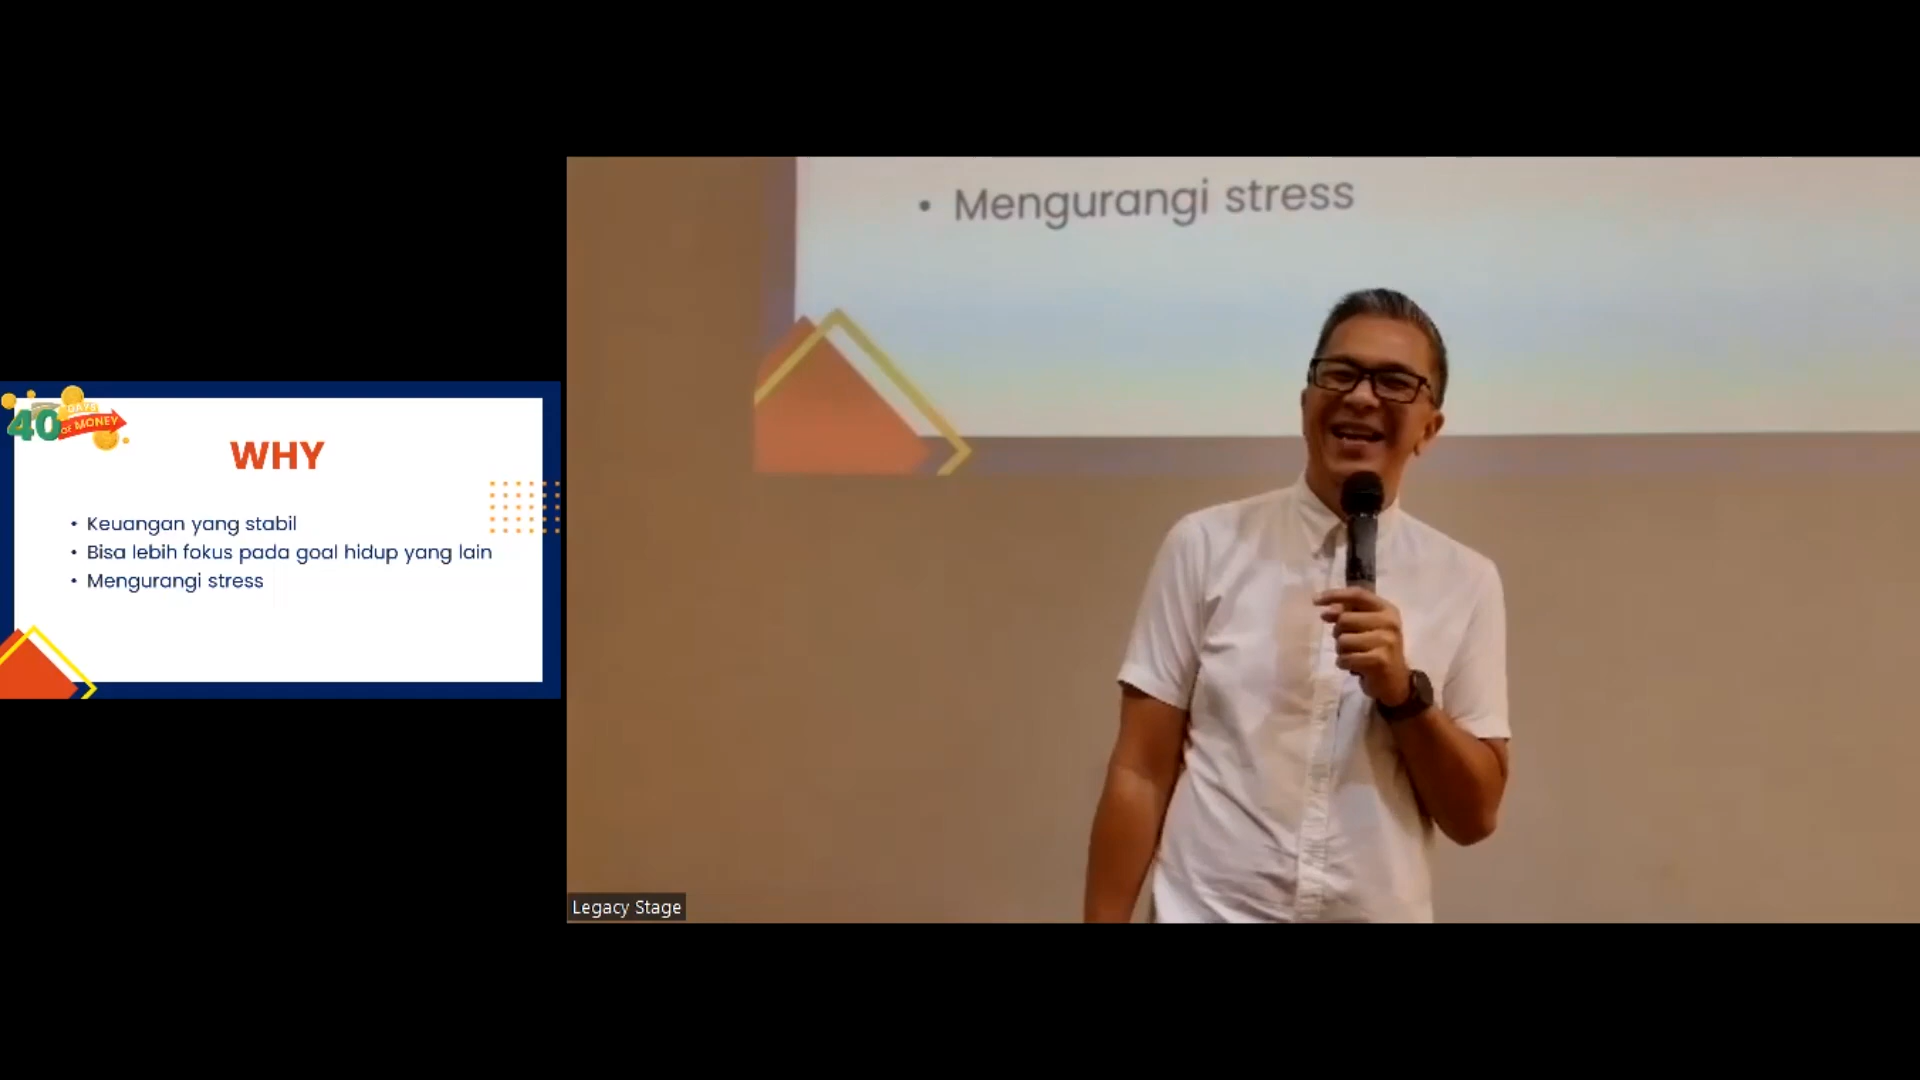 40 DAYS
OF MONEY
WHY
• Keuangan yang stabil
• Bisa lebih fokus pada goal hidup yang lain
• Mengurangi stress
• Mengurangi stress
Legacy Stage